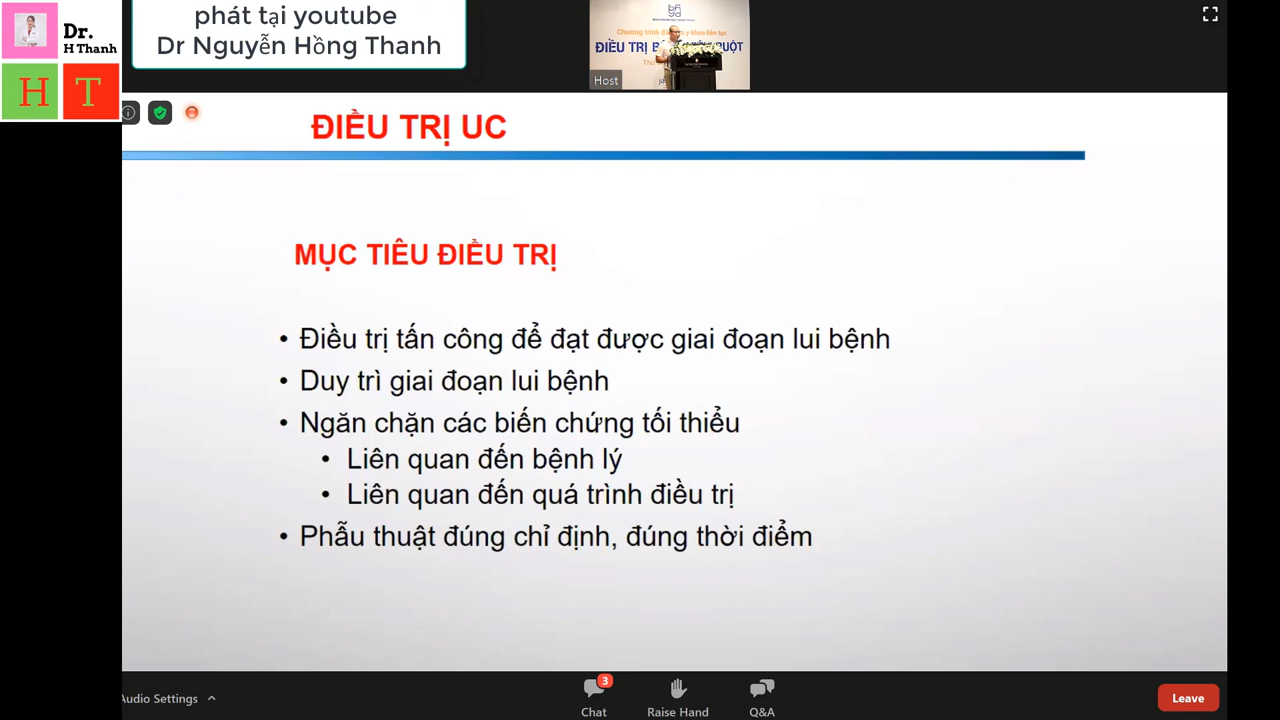 phát tại youtube
Dr Nguyễn Hồng Thanh
Dr.
H Thanh
H T
Chương trình đào tạo y khoa liên tục
Host
ĐIỀU TRỊ UC
MỤC TIÊU ĐIỀU TRỊ
• Điều trị tấn công để đạt được giai đoạn lui bệnh
• Duy trì giai đoạn lui bệnh
• Ngăn chặn các biến chứng tối thiểu
• Liên quan đến bệnh lý
• Liên quan đến quá trình điều trị
• Phẫu thuật đúng chỉ định, đúng thời điểm
Audio Settings
3
Chat
Raise Hand
Q&A
Leave